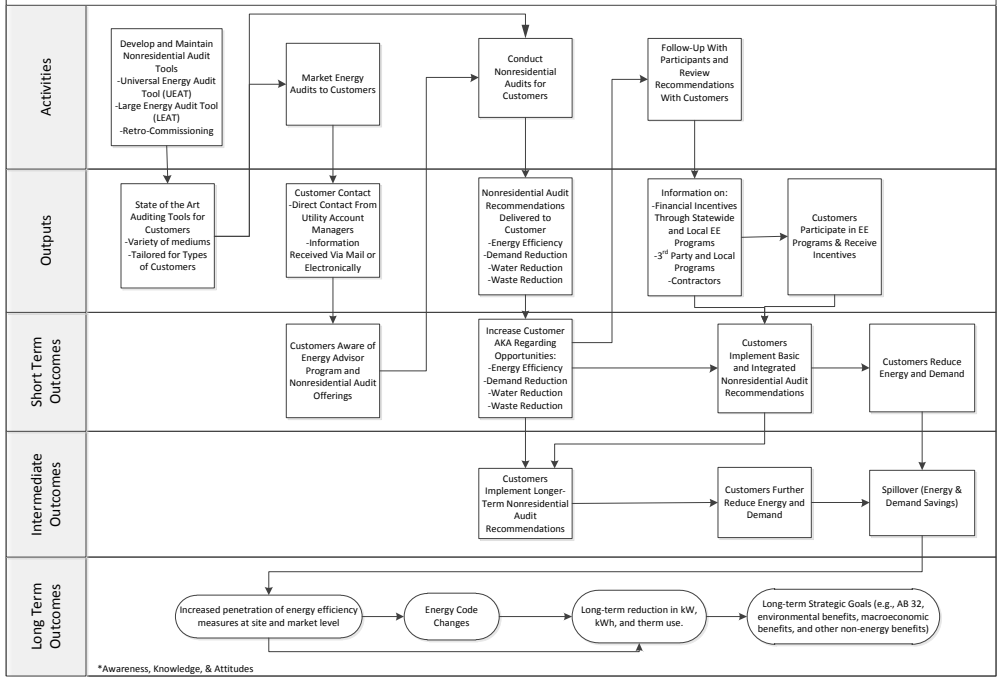 Activities
Develop and Maintain
Nonresidential Audit
Tools
-Universal Energy Audit
Tool (UEAT)
-Large Energy Audit Tool
(LEAT)
-Retro-Commissioning
Market Energy
Audits to Customers
Conduct
Nonresidential
Audits for
Customers
Follow-Up With
Participants and
Review
Recommendations
With Customers
Outputs
State of the Art
Auditing Tools for
Customers
-Variety of mediums
-Tailored for Types
of Customers
Customer Contact
-Direct Contact From
Utility Account
Managers
-Information
Received Via Mail or
Electronically
Nonresidential Audit
Recommendations
Delivered to
Customer
-Energy Efficiency
-Demand Reduction
-Water Reduction
-Waste Reduction
Information on:
-Financial Incentives
Through Statewide
and Local EE
Programs
-3rd Party and Local
Programs
-Contractors
Customers
Participate in EE
Programs & Receive
Incentives
Short Term
Outcomes
Customers Aware of
Energy Advisor
Program and
Nonresidential Audit
Offerings
Increase Customer
AKA Regarding
Opportunities:
-Energy Efficiency
-Demand Reduction
-Water Reduction
-Waste Reduction
Customers
Implement Basic
and Integrated
Nonresidential Audit
Recommendations
Customers Reduce
Energy and Demand
Intermediate
Outcomes
Customers
Implement Longer-
Term Nonresidential
Audit
Recommendations
Customers Further
Reduce Energy and
Demand
Spillover (Energy &
Demand Savings)
Long Term
Outcomes
Increased penetration of energy efficiency
measures at site and market level
Energy Code
Changes
Long-term reduction in kW,
kWh, and therm use.
Long-term Strategic Goals (e.g., AB 32,
environmental benefits, macroeconomic
benefits, and other non-energy benefits)
*Awareness, Knowledge, & Attitudes